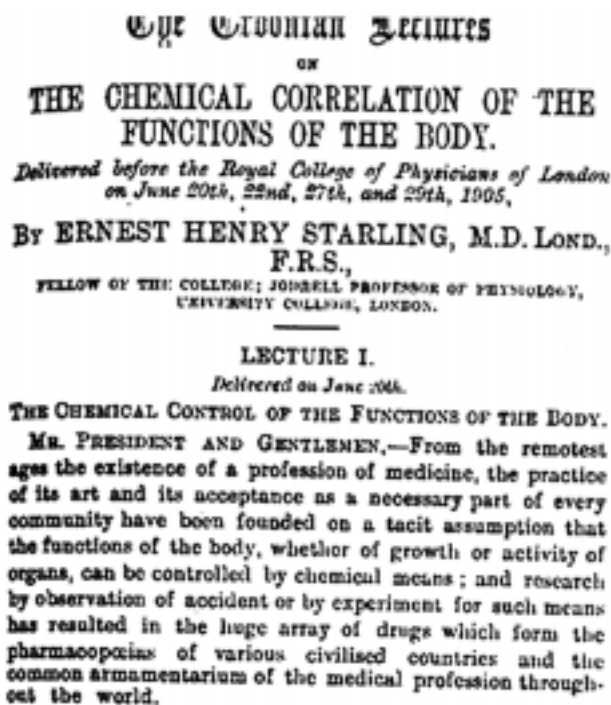 The Croonian Lectures
ON
THE CHEMICAL CORRELATION OF THE
FUNCTIONS OF THE BODY.
Delivered before the Royal College of Physicians of London
on June 20th, 22nd, 27th, and 29th, 1905,
BY ERNEST HENRY STARLING, M.D. LOND.,
F.R.S.,
FELLOW OF THE COLLEGE; JODRELL PROFESSOR OF PHYSIOLOGY,
UNIVERSITY COLLEGE, LONDON.
LECTURE I.
Delivered on June 20th.
THE CHEMICAL CONTROL OF THE FUNCTIONS OF THE BODY.
MR. PRESIDENT AND GENTLEMEN,—From the remotest
ages the existence of a profession of medicine, the practice
of its art and its acceptance as a necessary part of every
community have been founded on a tacit assumption that
the functions of the body, whether of growth or activity of
organs, can be controlled by chemical means; and research
by observation of accident or by experiment for such means
has resulted in the huge array of drugs which form the
pharmacopœias of various civilised countries and the
common armamentarium of the medical profession through-
out the world.